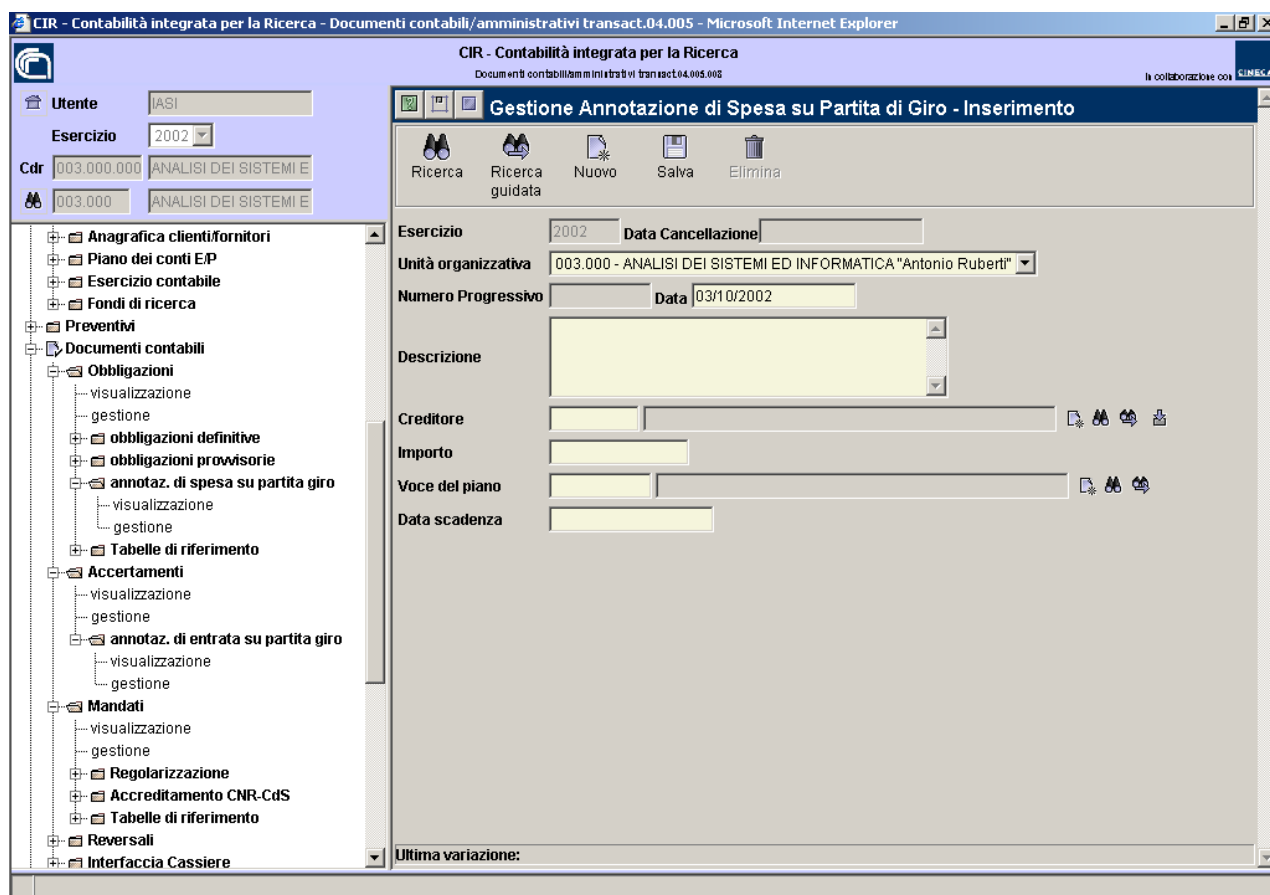 CIR - Contabilità integrata per la Ricerca - Documenti contabili/amministrativi transact.04.005 - Microsoft Internet Explorer
CIR - Contabilità integrata per la Ricerca
Documenti contabili/amministrativi transact.04.005.008
In collaborazione con CINECA
Utente IASI
Esercizio 2002
Cdr 003.000.000 ANALISI DEI SISTEMI E
003.000 ANALISI DEI SISTEMI E
Anagrafica clienti/fornitori
Piano dei conti E/P
Esercizio contabile
Fondi di ricerca
Preventivi
Documenti contabili
Obbligazioni
visualizzazione
gestione
obbligazioni definitive
obbligazioni provvisorie
annotaz. di spesa su partita giro
visualizzazione
gestione
Tabelle di riferimento
Accertamenti
visualizzazione
gestione
annotaz. di entrata su partita giro
visualizzazione
gestione
Mandati
visualizzazione
gestione
Regolarizzazione
Accreditamento CNR-CdS
Tabelle di riferimento
Reversali
Interfaccia Cassiere
Gestione Annotazione di Spesa su Partita di Giro - Inserimento
Ricerca Ricerca guidata Nuovo Salva Elimina
Esercizio 2002 Data Cancellazione
Unità organizzativa 003.000 - ANALISI DEI SISTEMI ED INFORMATICA "Antonio Ruberti"
Numero Progressivo Data 03/10/2002
Descrizione
Creditore
Importo
Voce del piano
Data scadenza
Ultima variazione: